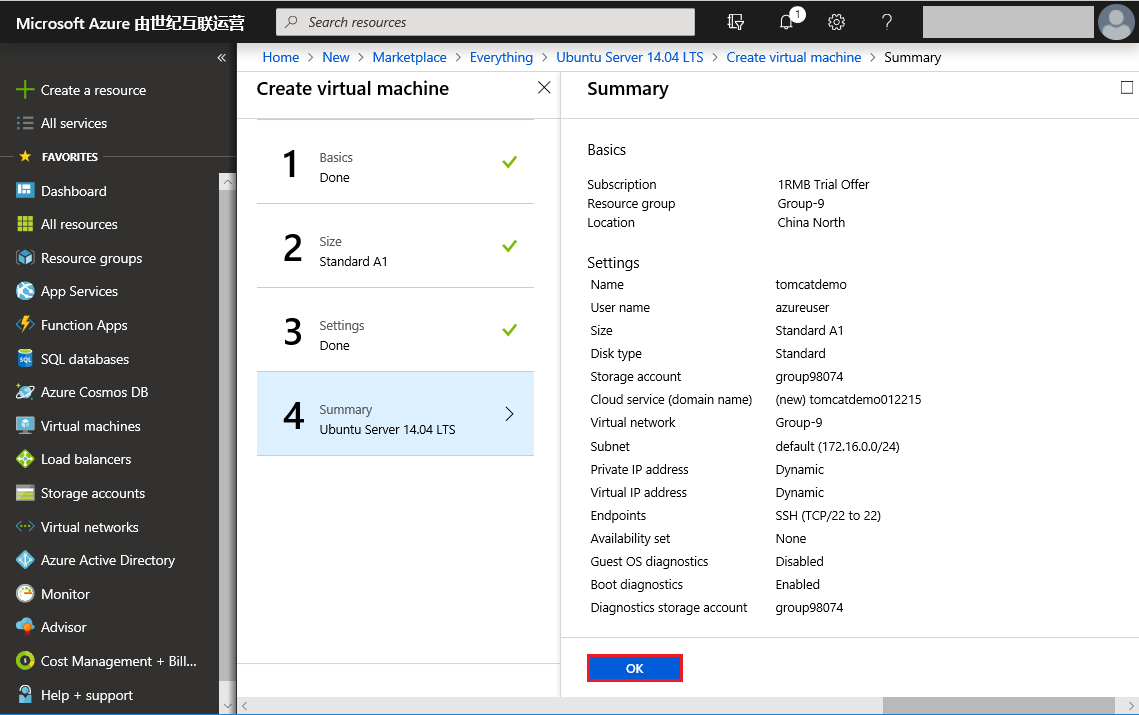 Microsoft Azure 由世纪互联运营
Search resources
1
?
Home > New > Marketplace > Everything > Ubuntu Server 14.04 LTS > Create virtual machine > Summary
Create a resource
All services
FAVORITES
Dashboard
All resources
Resource groups
App Services
Function Apps
SQL databases
Azure Cosmos DB
Virtual machines
Load balancers
Storage accounts
Virtual networks
Azure Active Directory
Monitor
Advisor
Cost Management + Bill...
Help + support
Create virtual machine
1 Basics
Done
2 Size
Standard A1
3 Settings
Done
4 Summary
Ubuntu Server 14.04 LTS
Summary
Basics
Subscription 1RMB Trial Offer
Resource group Group-9
Location China North
Settings
Name tomcatdemo
User name azureuser
Size Standard A1
Disk type Standard
Storage account group98074
Cloud service (domain name) (new) tomcatdemo012215
Virtual network Group-9
Subnet default (172.16.0.0/24)
Private IP address Dynamic
Virtual IP address Dynamic
Endpoints SSH (TCP/22 to 22)
Availability set None
Guest OS diagnostics Disabled
Boot diagnostics Enabled
Diagnostics storage account group98074
OK